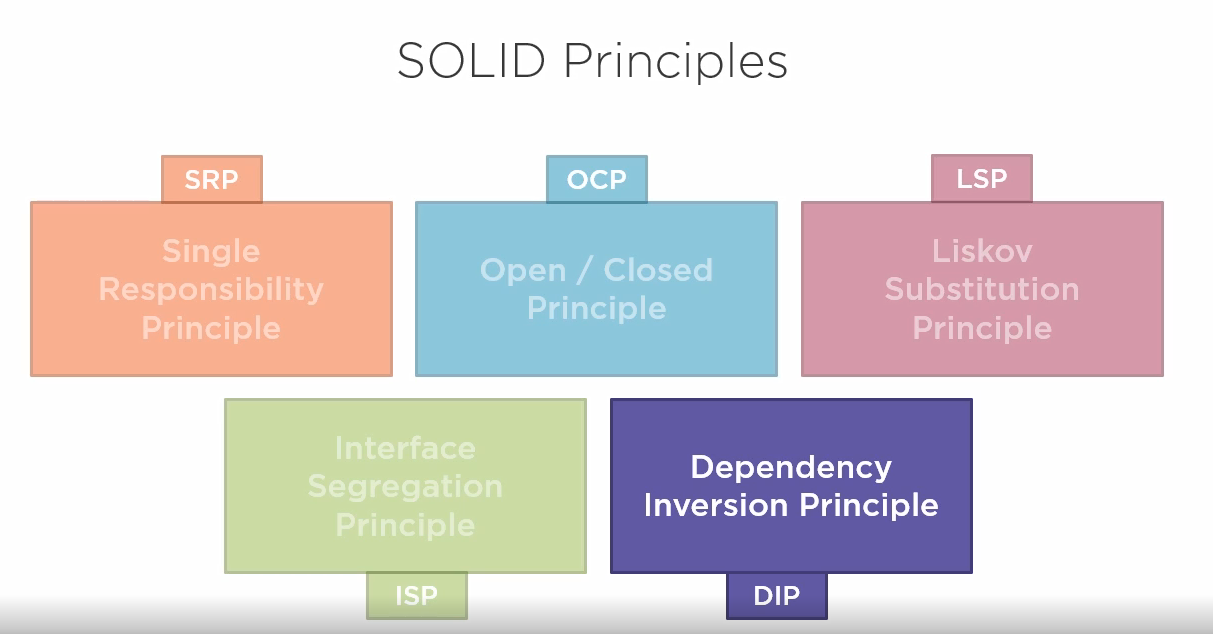 SOLID Principles
SRP
Single
Responsibility
Principle
OCP
Open / Closed
Principle
LSP
Liskov
Substitution
Principle
Interface
Segregation
Principle
ISP
Dependency
Inversion Principle
DIP